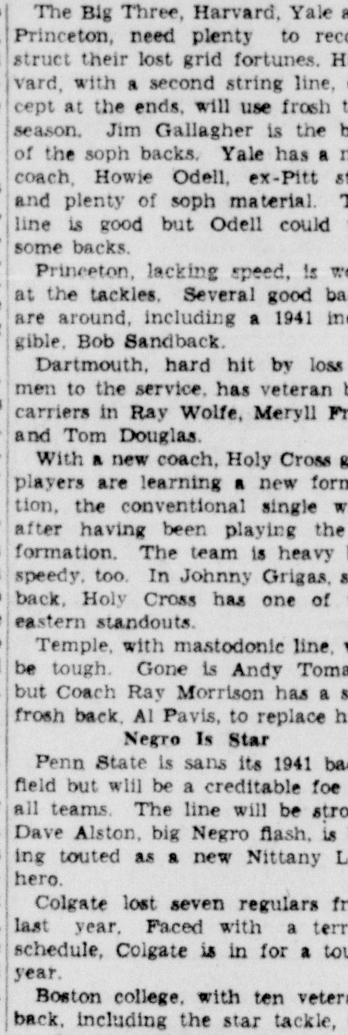 The Big Three, Harvard, Yale a
Princeton, need plenty to reco
struct their lost grid fortunes. H
vard, with a second string line,
cept at the ends, will use frosh t
season. Jim Gallagher is the b
of the soph backs. Yale has a n
coach, Howie Odell, ex-Pitt st
and plenty of soph material. T
line is good but Odell could
some backs.
Princeton, lacking speed, is we
at the tackles. Several good ba
are around, including a 1941 ine
gible, Bob Sandback.
Dartmouth, hard hit by loss
men to the service, has veteran b
carriers in Ray Wolfe, Meryll Fr
and Tom Douglas.
With a new coach, Holy Cross g
players are learning a new form
tion, the conventional single w
after having been playing the
formation. The team is heavy
speedy, too. In Johnny Grigas, s
back, Holy Cross has one of
eastern standouts.
Temple, with mastodonic line, w
be tough. Gone is Andy Toma
but Coach Ray Morrison has a s
frosh back, Al Pavis, to replace h
Negro Is Star
Penn State is sans its 1941 ba
field but will be a creditable foe
all teams. The line will be stro
Dave Alston, big Negro flash, is
ing touted as a new Nittany L
hero.
Colgate lost seven regulars fr
last year. Faced with a terr
schedule, Colgate is in for a tou
year.
Boston college, with ten veter
back, including the star tackle,